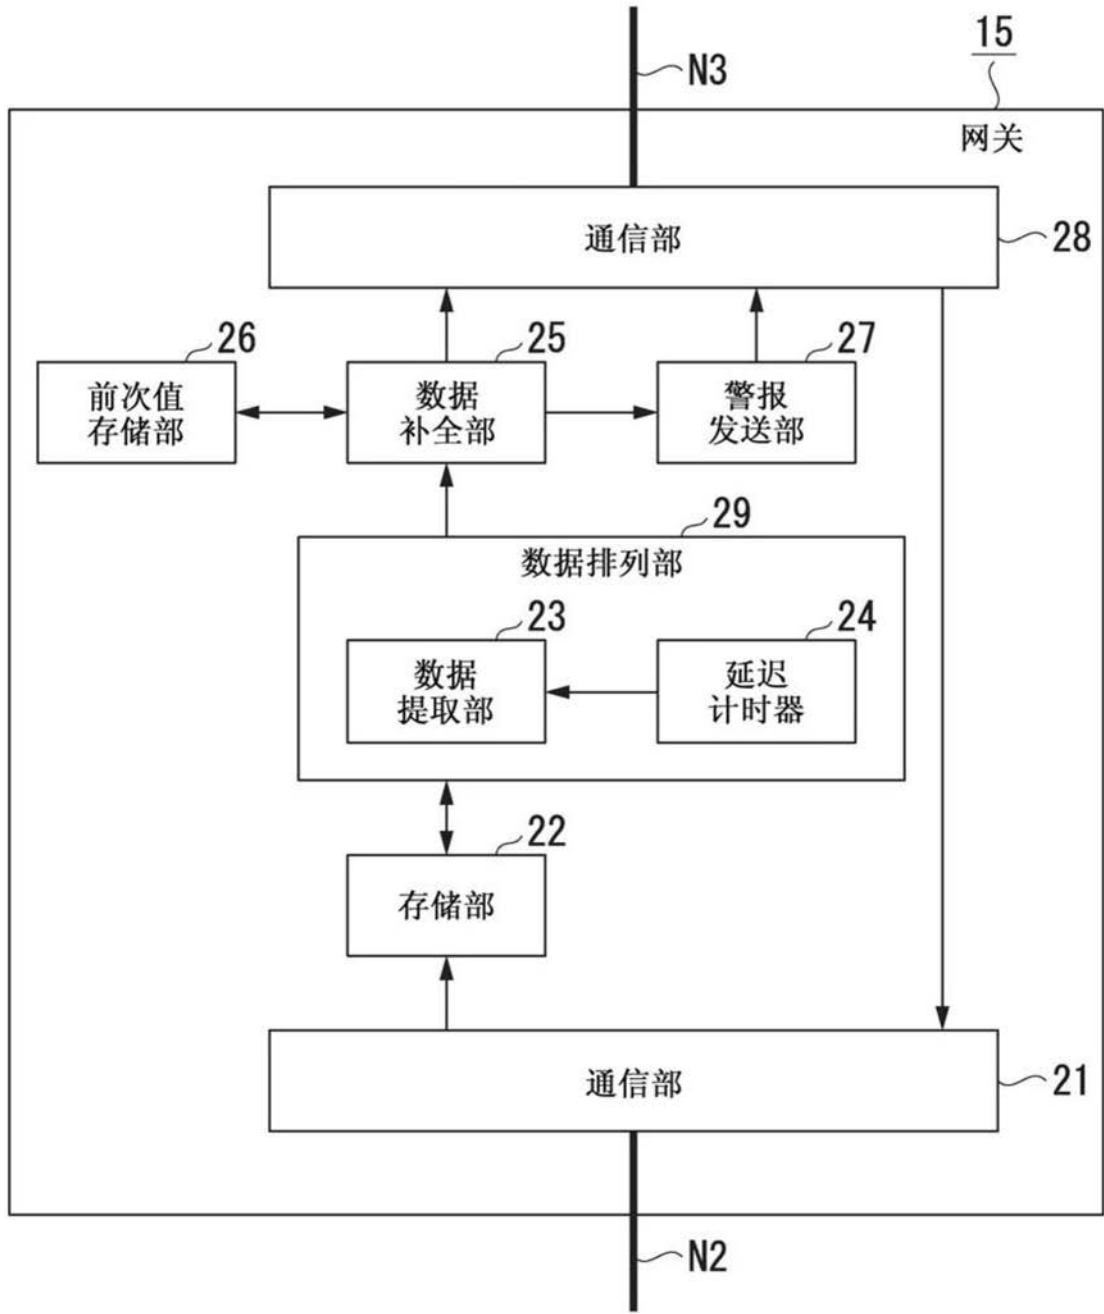 15
N3
网关
通信部
28
26
25
27
前次值
存储部
数据
补全部
警报
发送部
29
数据排列部
23
24
数据
提取部
延迟
计时器
22
存储部
通信部
21
N2